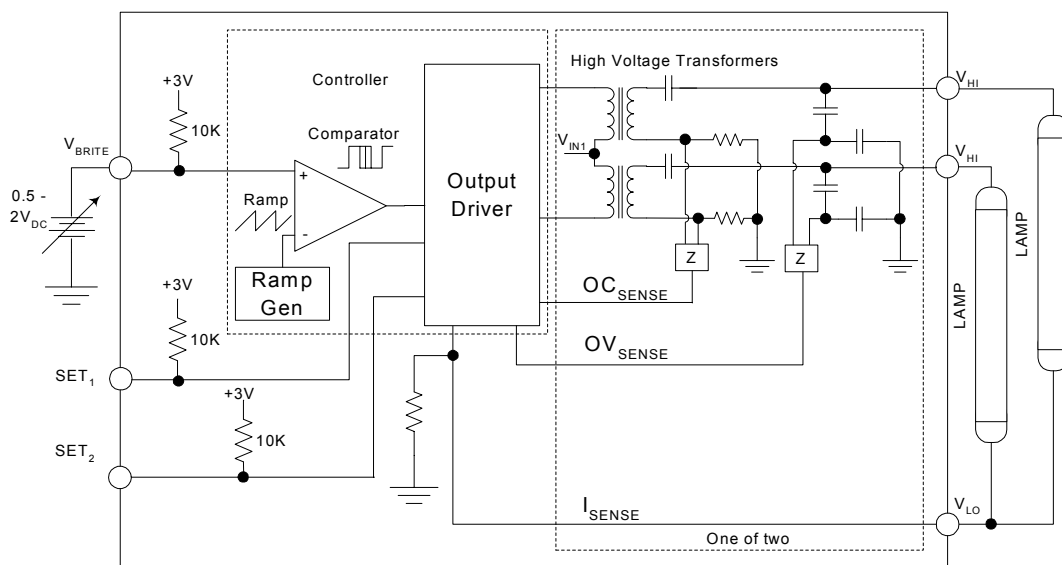 High Voltage Transformers
+3V
Controller
10K
Comparator
V_BRITE
V_IN1
V_HI
V_HI
+
Output
Driver
0.5 -
2V_DC
Ramp
-
Ramp
Gen
Z
Z
LAMP
LAMP
OC_SENSE
+3V
10K
OV_SENSE
SET_1
+3V
10K
SET_2
I_SENSE
V_LO
One of two